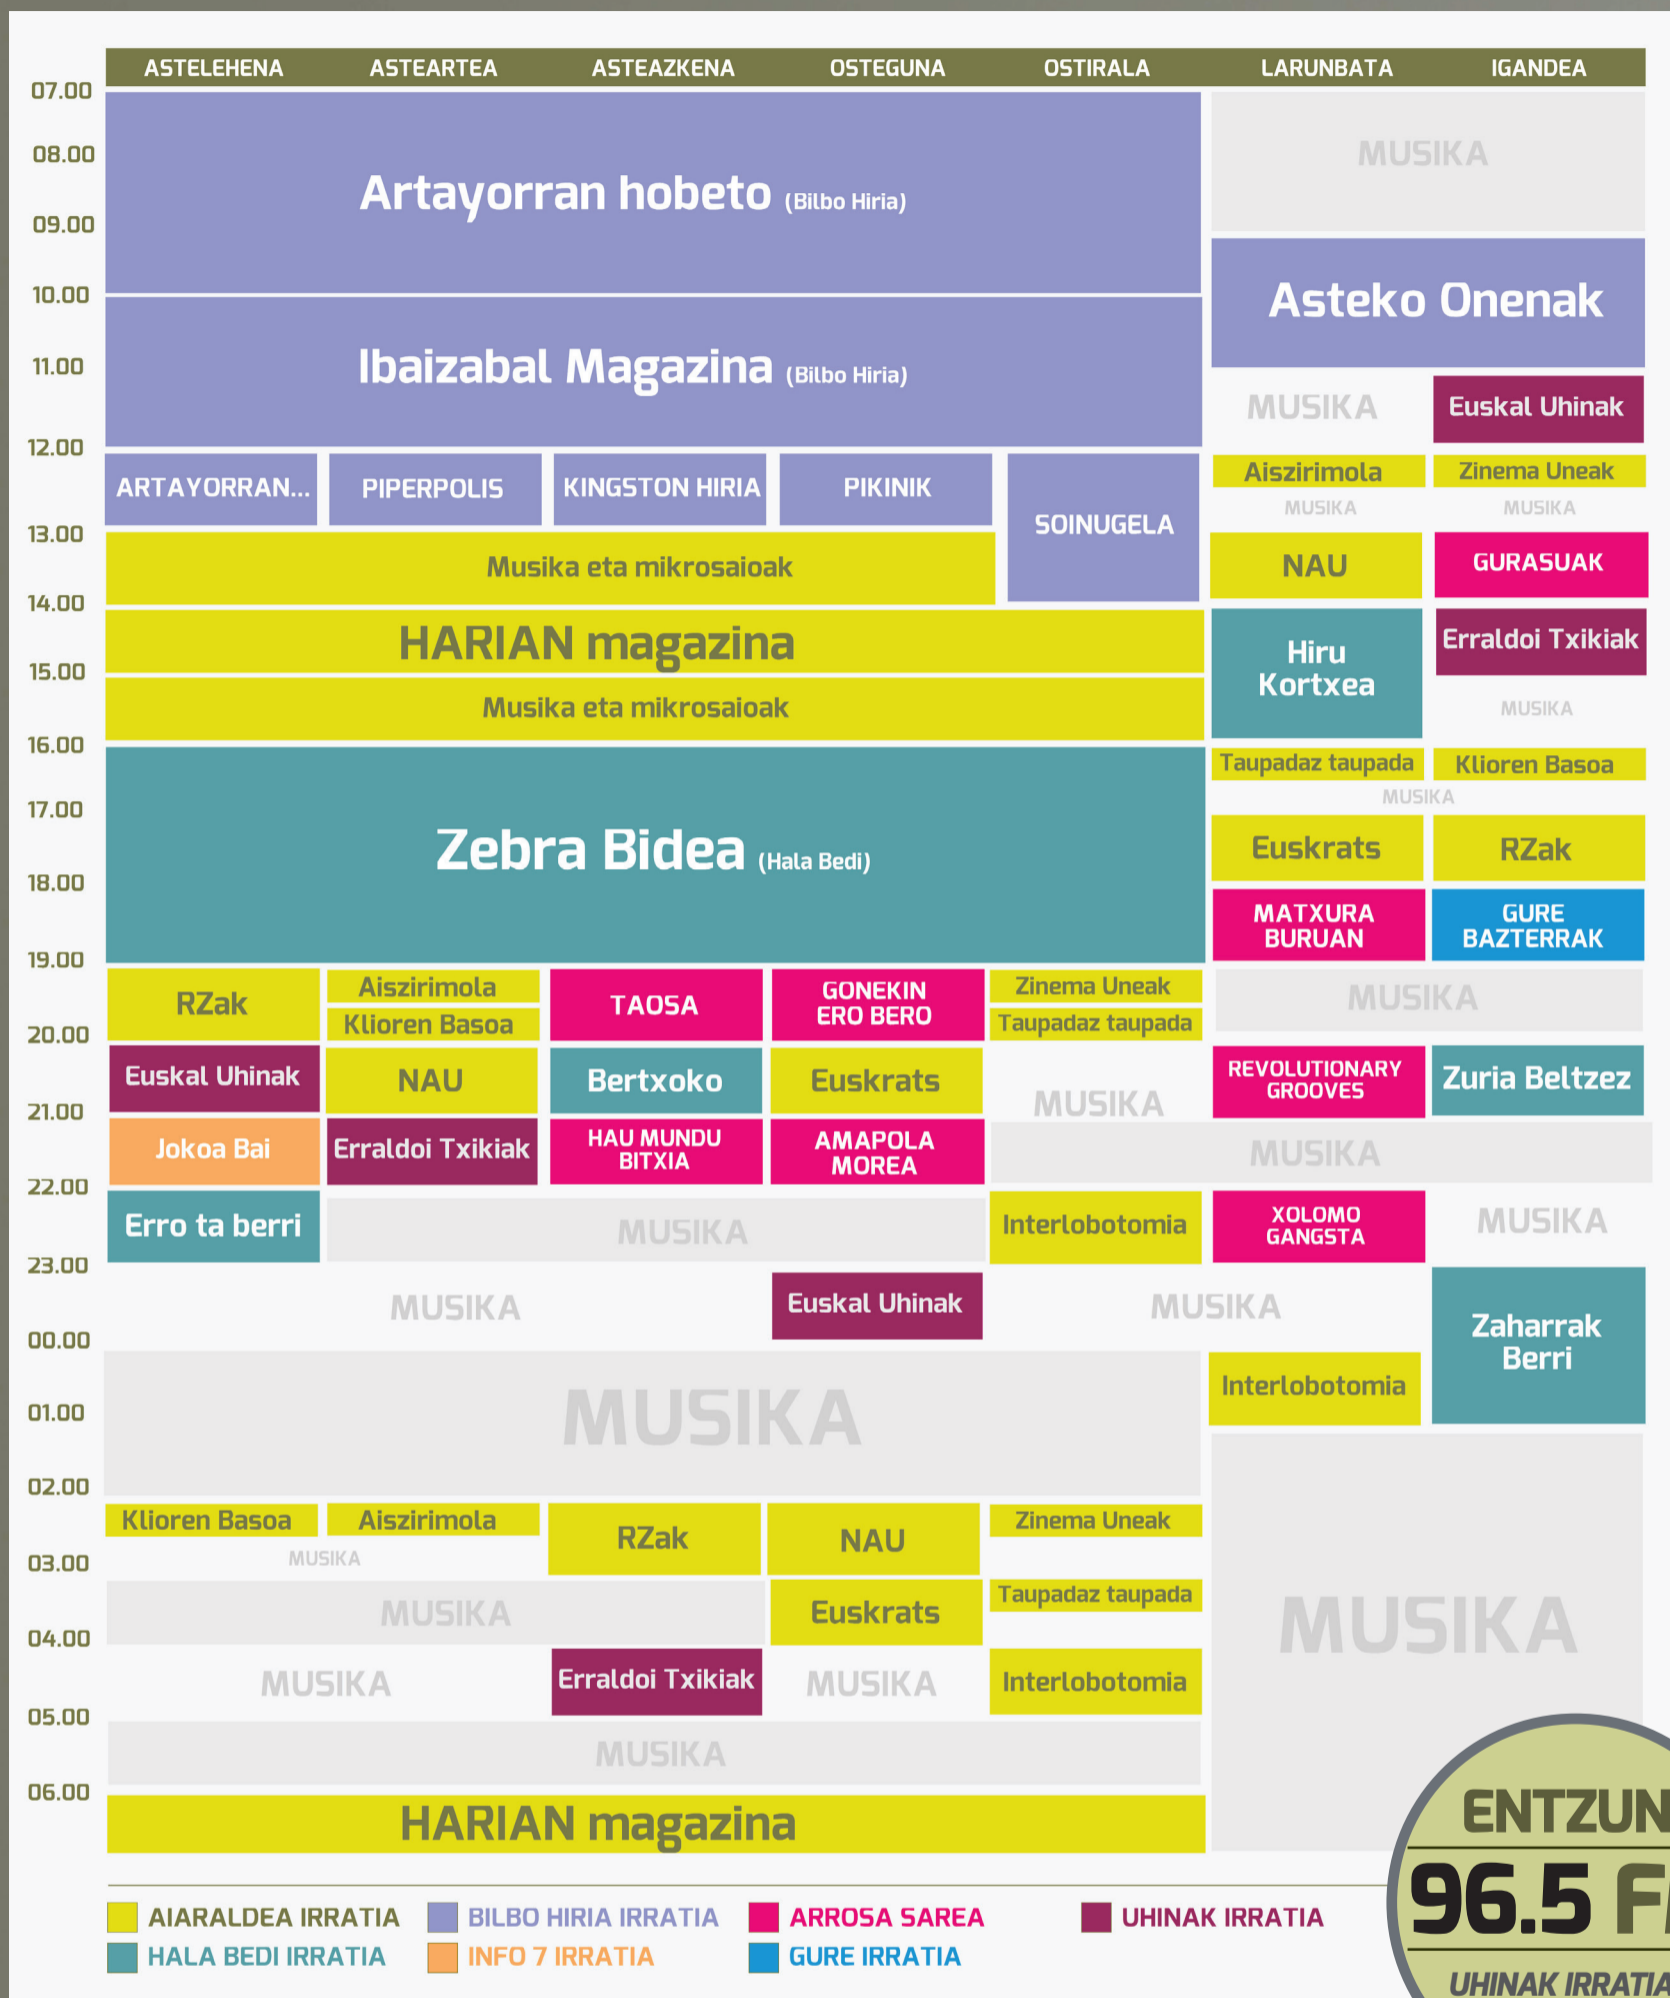 ASTELEHENA ASTEARTEA ASTEAZKENA OSTEGUNA OSTIRALA LARUNBATA IGANDEA
07.00
08.00 MUSIKA
Artayorran hobeto (Bilbo Hiria)
09.00
10.00 Asteko Onenak
11.00 Ibaizabal Magazina (Bilbo Hiria)
MUSIKA Euskal Uhinak
12.00
Aiszirimola Zinema Uneak
ARTAYORRAN... PIPERPOLIS KINGSTON HIRIA PIKINIK
MUSIKA MUSIKA
SOINUGELA
13.00
Musika eta mikrosaioak NAU GURASUAK
14.00
HARIAN magazina Hiru Kortxea Erraldoi Txikiak
15.00
Musika eta mikrosaioak MUSIKA
16.00
Taupadaz taupada Klioren Basoa
MUSIKA
17.00
Zebra Bidea (Hala Bedi) Euskrats RZak
18.00
MATXURA BURUAN GURE BAZTERRAK
19.00
RZak Aiszirimola TAOSA GONEKIN ERO BERO Zinema Uneak MUSIKA
Klioren Basoa Taupadaz taupada
20.00
Euskal Uhinak NAU Bertxoko Euskrats MUSIKA REVOLUTIONARY GROOVES Zuria Beltzez
21.00
Jokoa Bai Erraldoi Txikiak HAU MUNDU BITXIA AMAPOLA MOREA MUSIKA
22.00
Erro ta berri MUSIKA Interlobotomia XOLOMO GANGSTA MUSIKA
23.00
MUSIKA Euskal Uhinak MUSIKA Zaharrak Berri
00.00
MUSIKA Interlobotomia
01.00
02.00
Klioren Basoa Aiszirimola RZak NAU Zinema Uneak
MUSIKA
03.00
MUSIKA Euskrats Taupadaz taupada MUSIKA
04.00
MUSIKA Erraldoi Txikiak MUSIKA Interlobotomia
05.00
MUSIKA
06.00
HARIAN magazina
AIARALDEA IRRATIA BILBO HIRIA IRRATIA ARROSA SAREA UHINAK IRRATIA
HALA BEDI IRRATIA INFO 7 IRRATIA GURE IRRATIA
ENTZUN
96.5
UHINAK IRRATIA